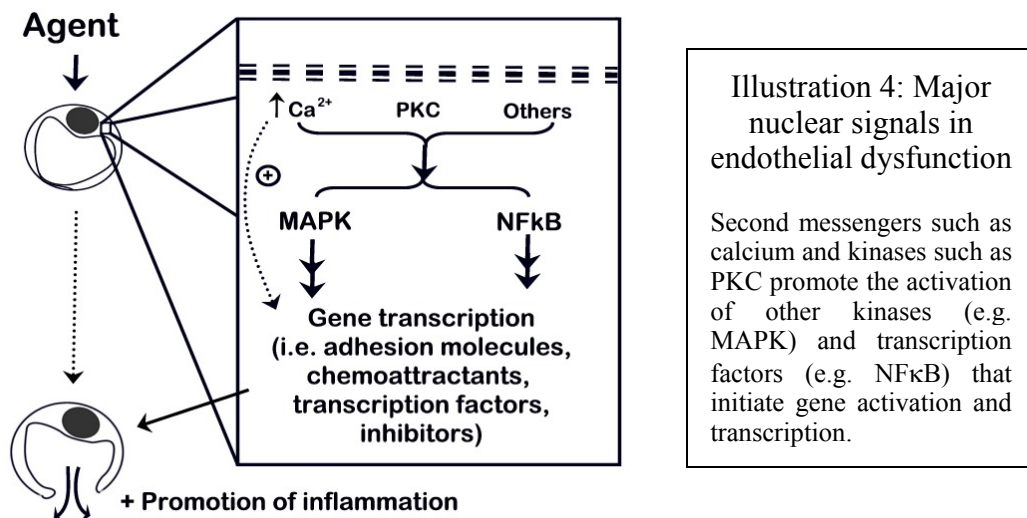 Agent
↑ Ca²⁺ PKC Others
+
MAPK NFkB
Gene transcription
(i.e. adhesion molecules,
chemoattractants,
transcription factors,
inhibitors)
+ Promotion of inflammation
Illustration 4: Major
nuclear signals in
endothelial dysfunction
Second messengers such as
calcium and kinases such as
PKC promote the activation
of other kinases (e.g.
MAPK) and transcription
factors (e.g. NFκB) that
initiate gene activation and
transcription.